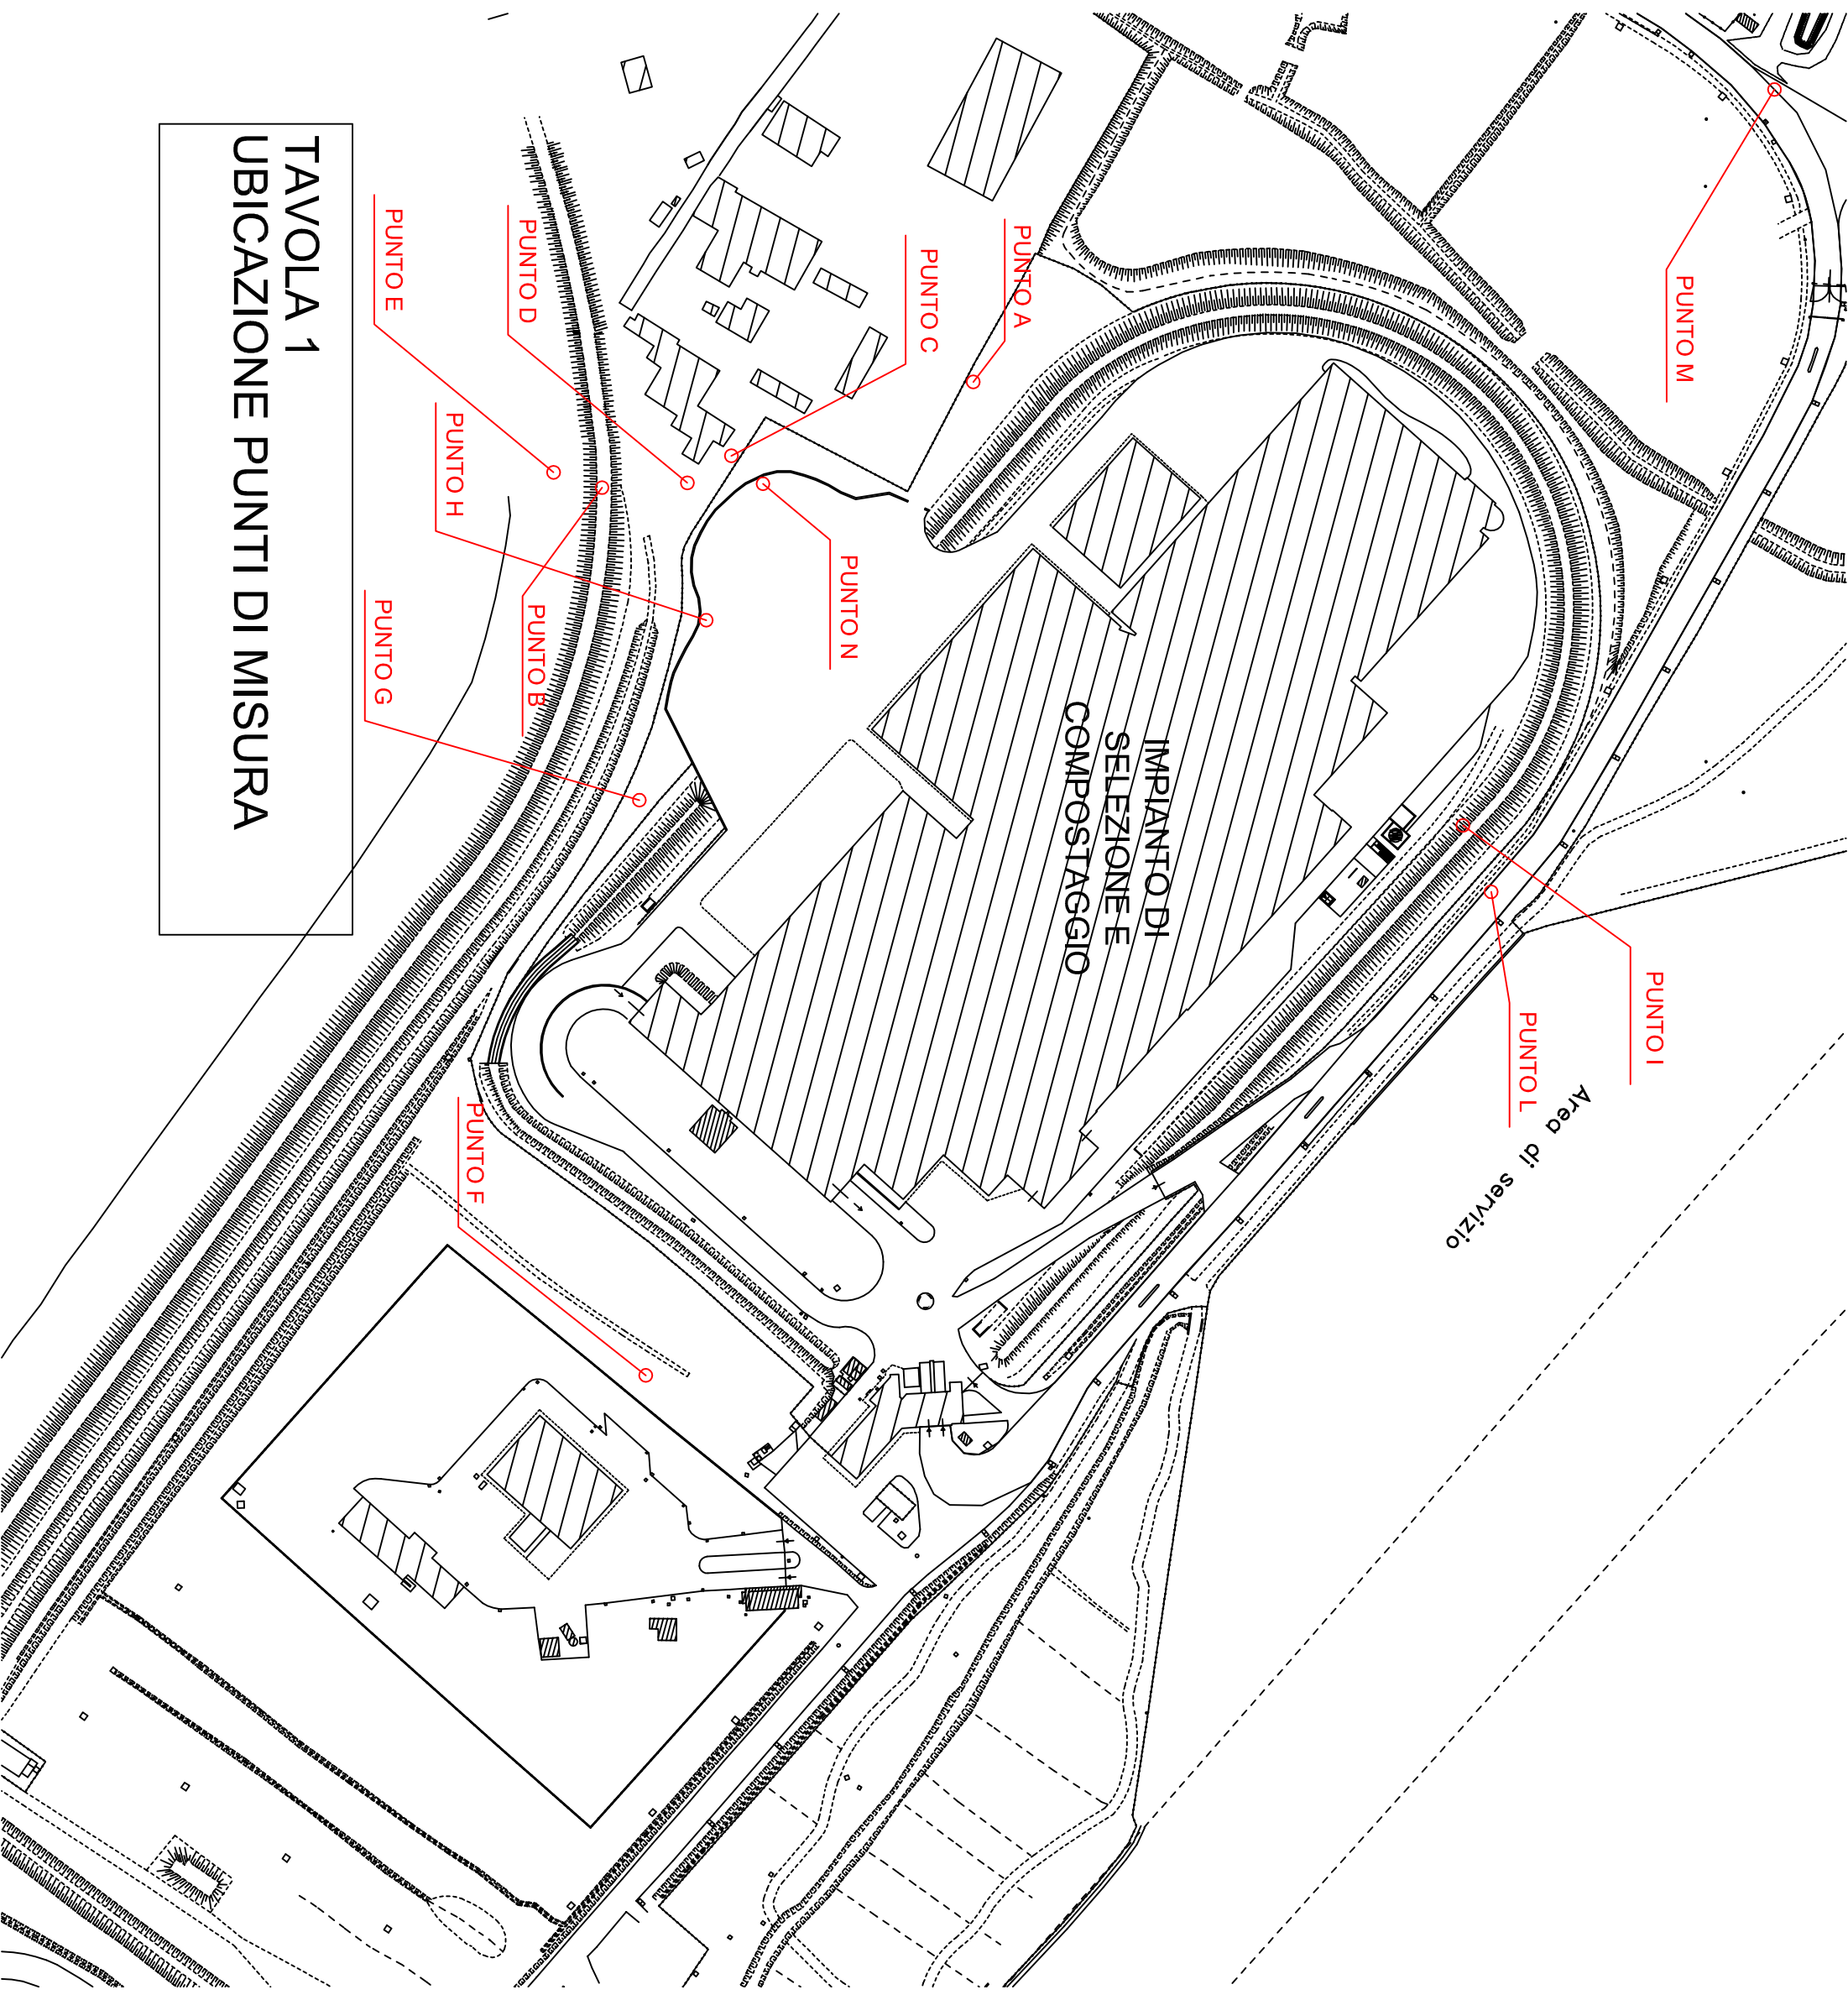 TAVOLA 1
UBICAZIONE PUNTI DI MISURA
PUNTO M
PUNTO A
PUNTO C
PUNTO D
PUNTO E
PUNTO H
PUNTO N
PUNTO B
PUNTO G
IMPIANTO DI
SELEZIONE E
COMPOSTAGGIO
PUNTO I
PUNTO L
Area di servizio
PUNTO F